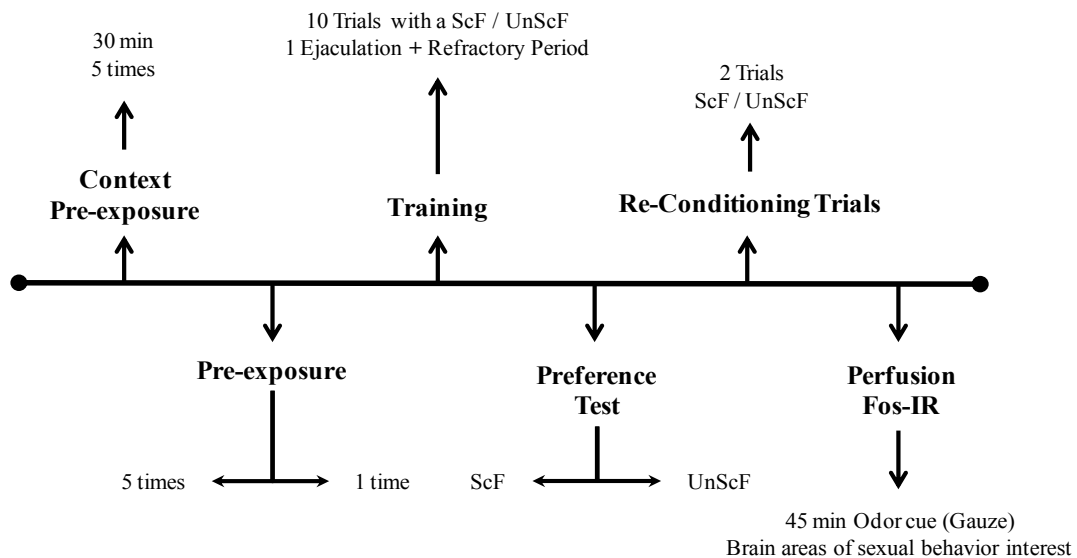 30 min
5 times
Context
Pre-exposure
10 Trials with a ScF / UnScF
1 Ejaculation + Refractory Period
Training
2 Trials
ScF / UnScF
Re-Conditioning Trials
Pre-exposure
5 times
1 time
Preference
Test
ScF
UnScF
Perfusion
Fos-IR
45 min Odor cue (Gauze)
Brain areas of sexual behavior interest